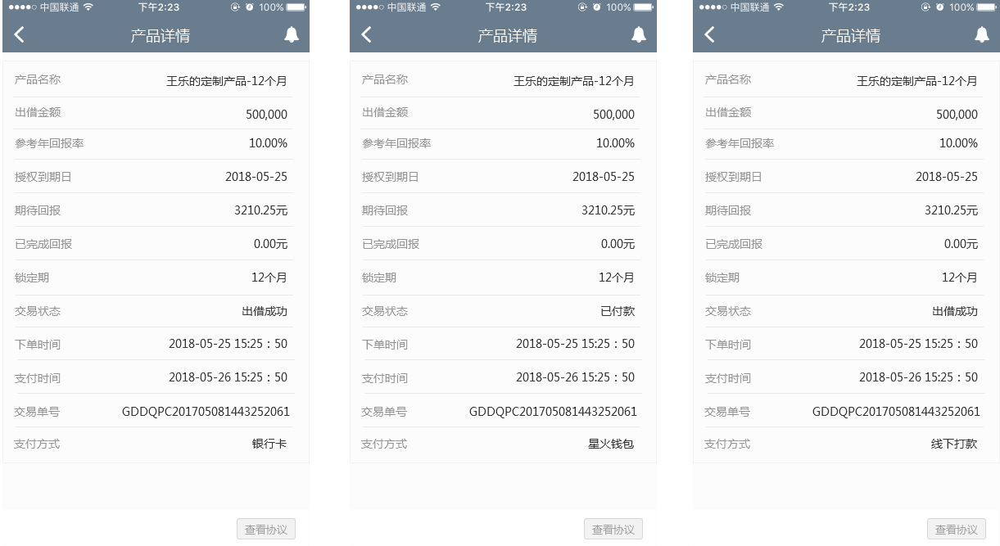 中国联通 下午2:23 100%
产品详情
产品名称 王乐的定制产品-12个月
出借金额 500,000
参考年回报率 10.00%
授权到期日 2018-05-25
期待回报 3210.25元
已完成回报 0.00元
锁定期 12个月
交易状态 出借成功
下单时间 2018-05-25 15:25：50
支付时间 2018-05-26 15:25：50
交易单号 GDDQPC201705081443252061
支付方式 银行卡
查看协议
中国联通 下午2:23 100%
产品详情
产品名称 王乐的定制产品-12个月
出借金额 500,000
参考年回报率 10.00%
授权到期日 2018-05-25
期待回报 3210.25元
已完成回报 0.00元
锁定期 12个月
交易状态 已付款
下单时间 2018-05-25 15:25：50
支付时间 2018-05-26 15:25：50
交易单号 GDDQPC201705081443252061
支付方式 星火钱包
查看协议
中国联通 下午2:23 100%
产品详情
产品名称 王乐的定制产品-12个月
出借金额 500,000
参考年回报率 10.00%
授权到期日 2018-05-25
期待回报 3210.25元
已完成回报 0.00元
锁定期 12个月
交易状态 出借成功
下单时间 2018-05-25 15:25：50
支付时间 2018-05-26 15:25：50
交易单号 GDDQPC201705081443252061
支付方式 线下打款
查看协议